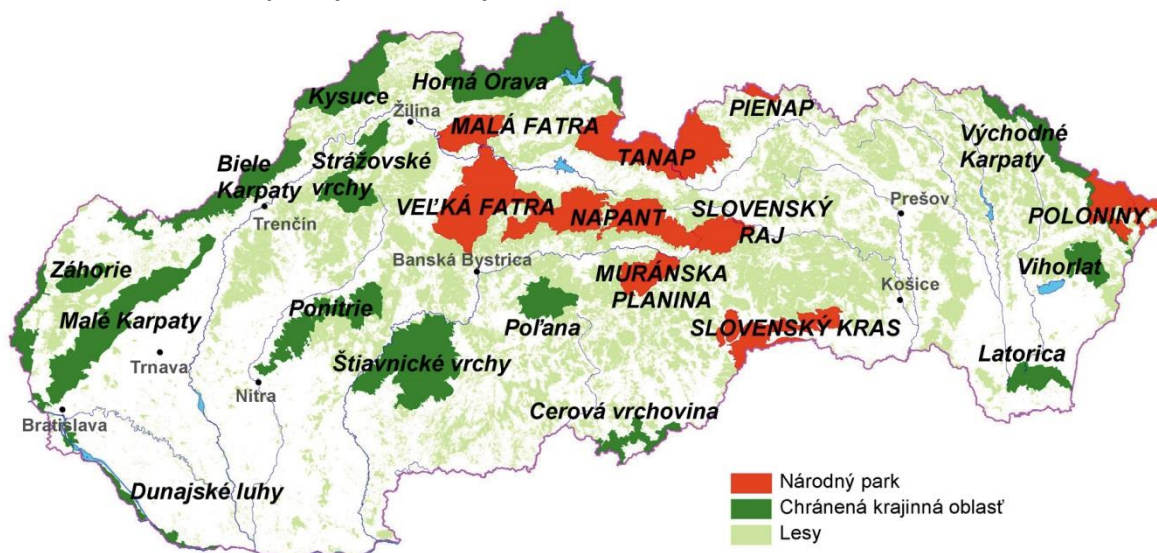 Horná Orava
Kysuce
Žilina
PIENAP
MALÁ FATRA
Východné
Karpaty
TANAP
Biele
Karpaty
Strážovské
vrchy
Trenčín
VEĽKÁ FATRA
NAPANT
SLOVENSKÝ
RAJ
Prešov
POLONINY
Banská Bystrica
Záhorie
MURÁNSKA
PLANINA
Vihorlat
Košice
Malé Karpaty
Ponitrie
Poľana
SLOVENSKÝ KRAS
Štiavnické vrchy
Latorica
Trnava
Nitra
Bratislava
Cerová vrchovina
Dunajské luhy
Národný park
Chránená krajinná oblasť
Lesy